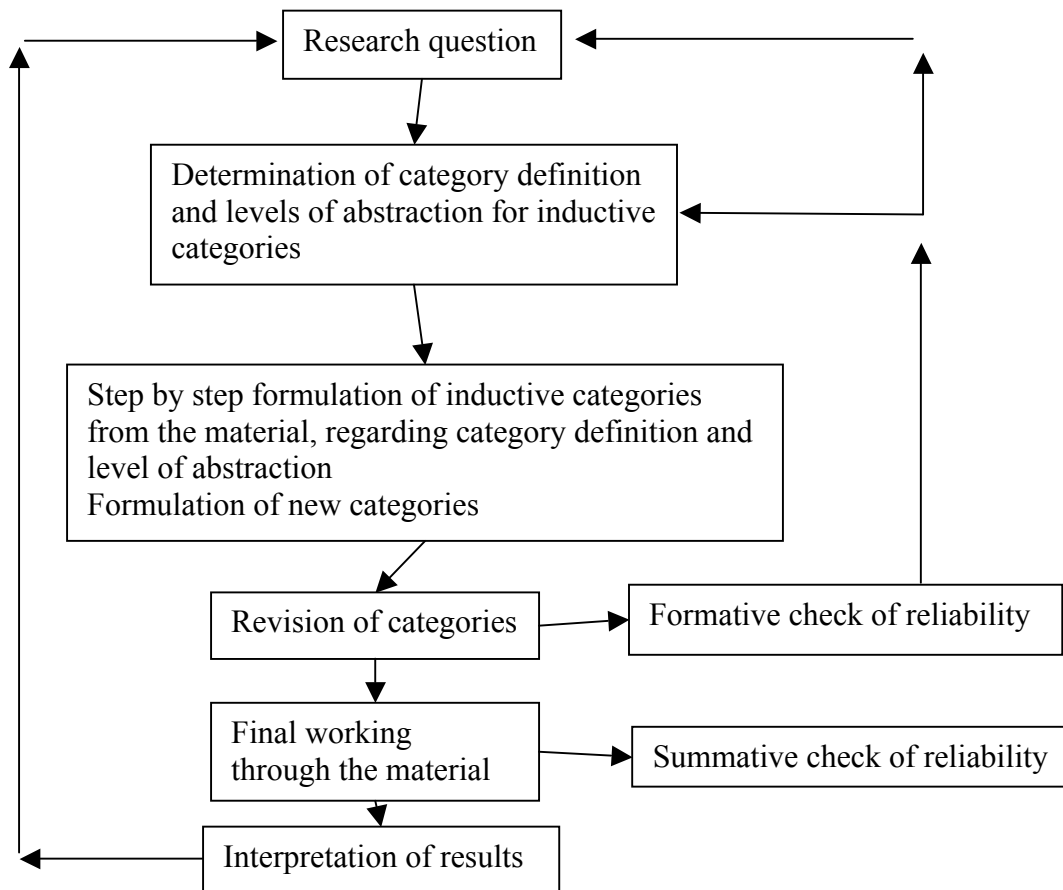 Research question
Determination of category definition
and levels of abstraction for inductive
categories
Step by step formulation of inductive categories
from the material, regarding category definition and
level of abstraction
Formulation of new categories
Revision of categories
Formative check of reliability
Final working
through the material
Summative check of reliability
Interpretation of results